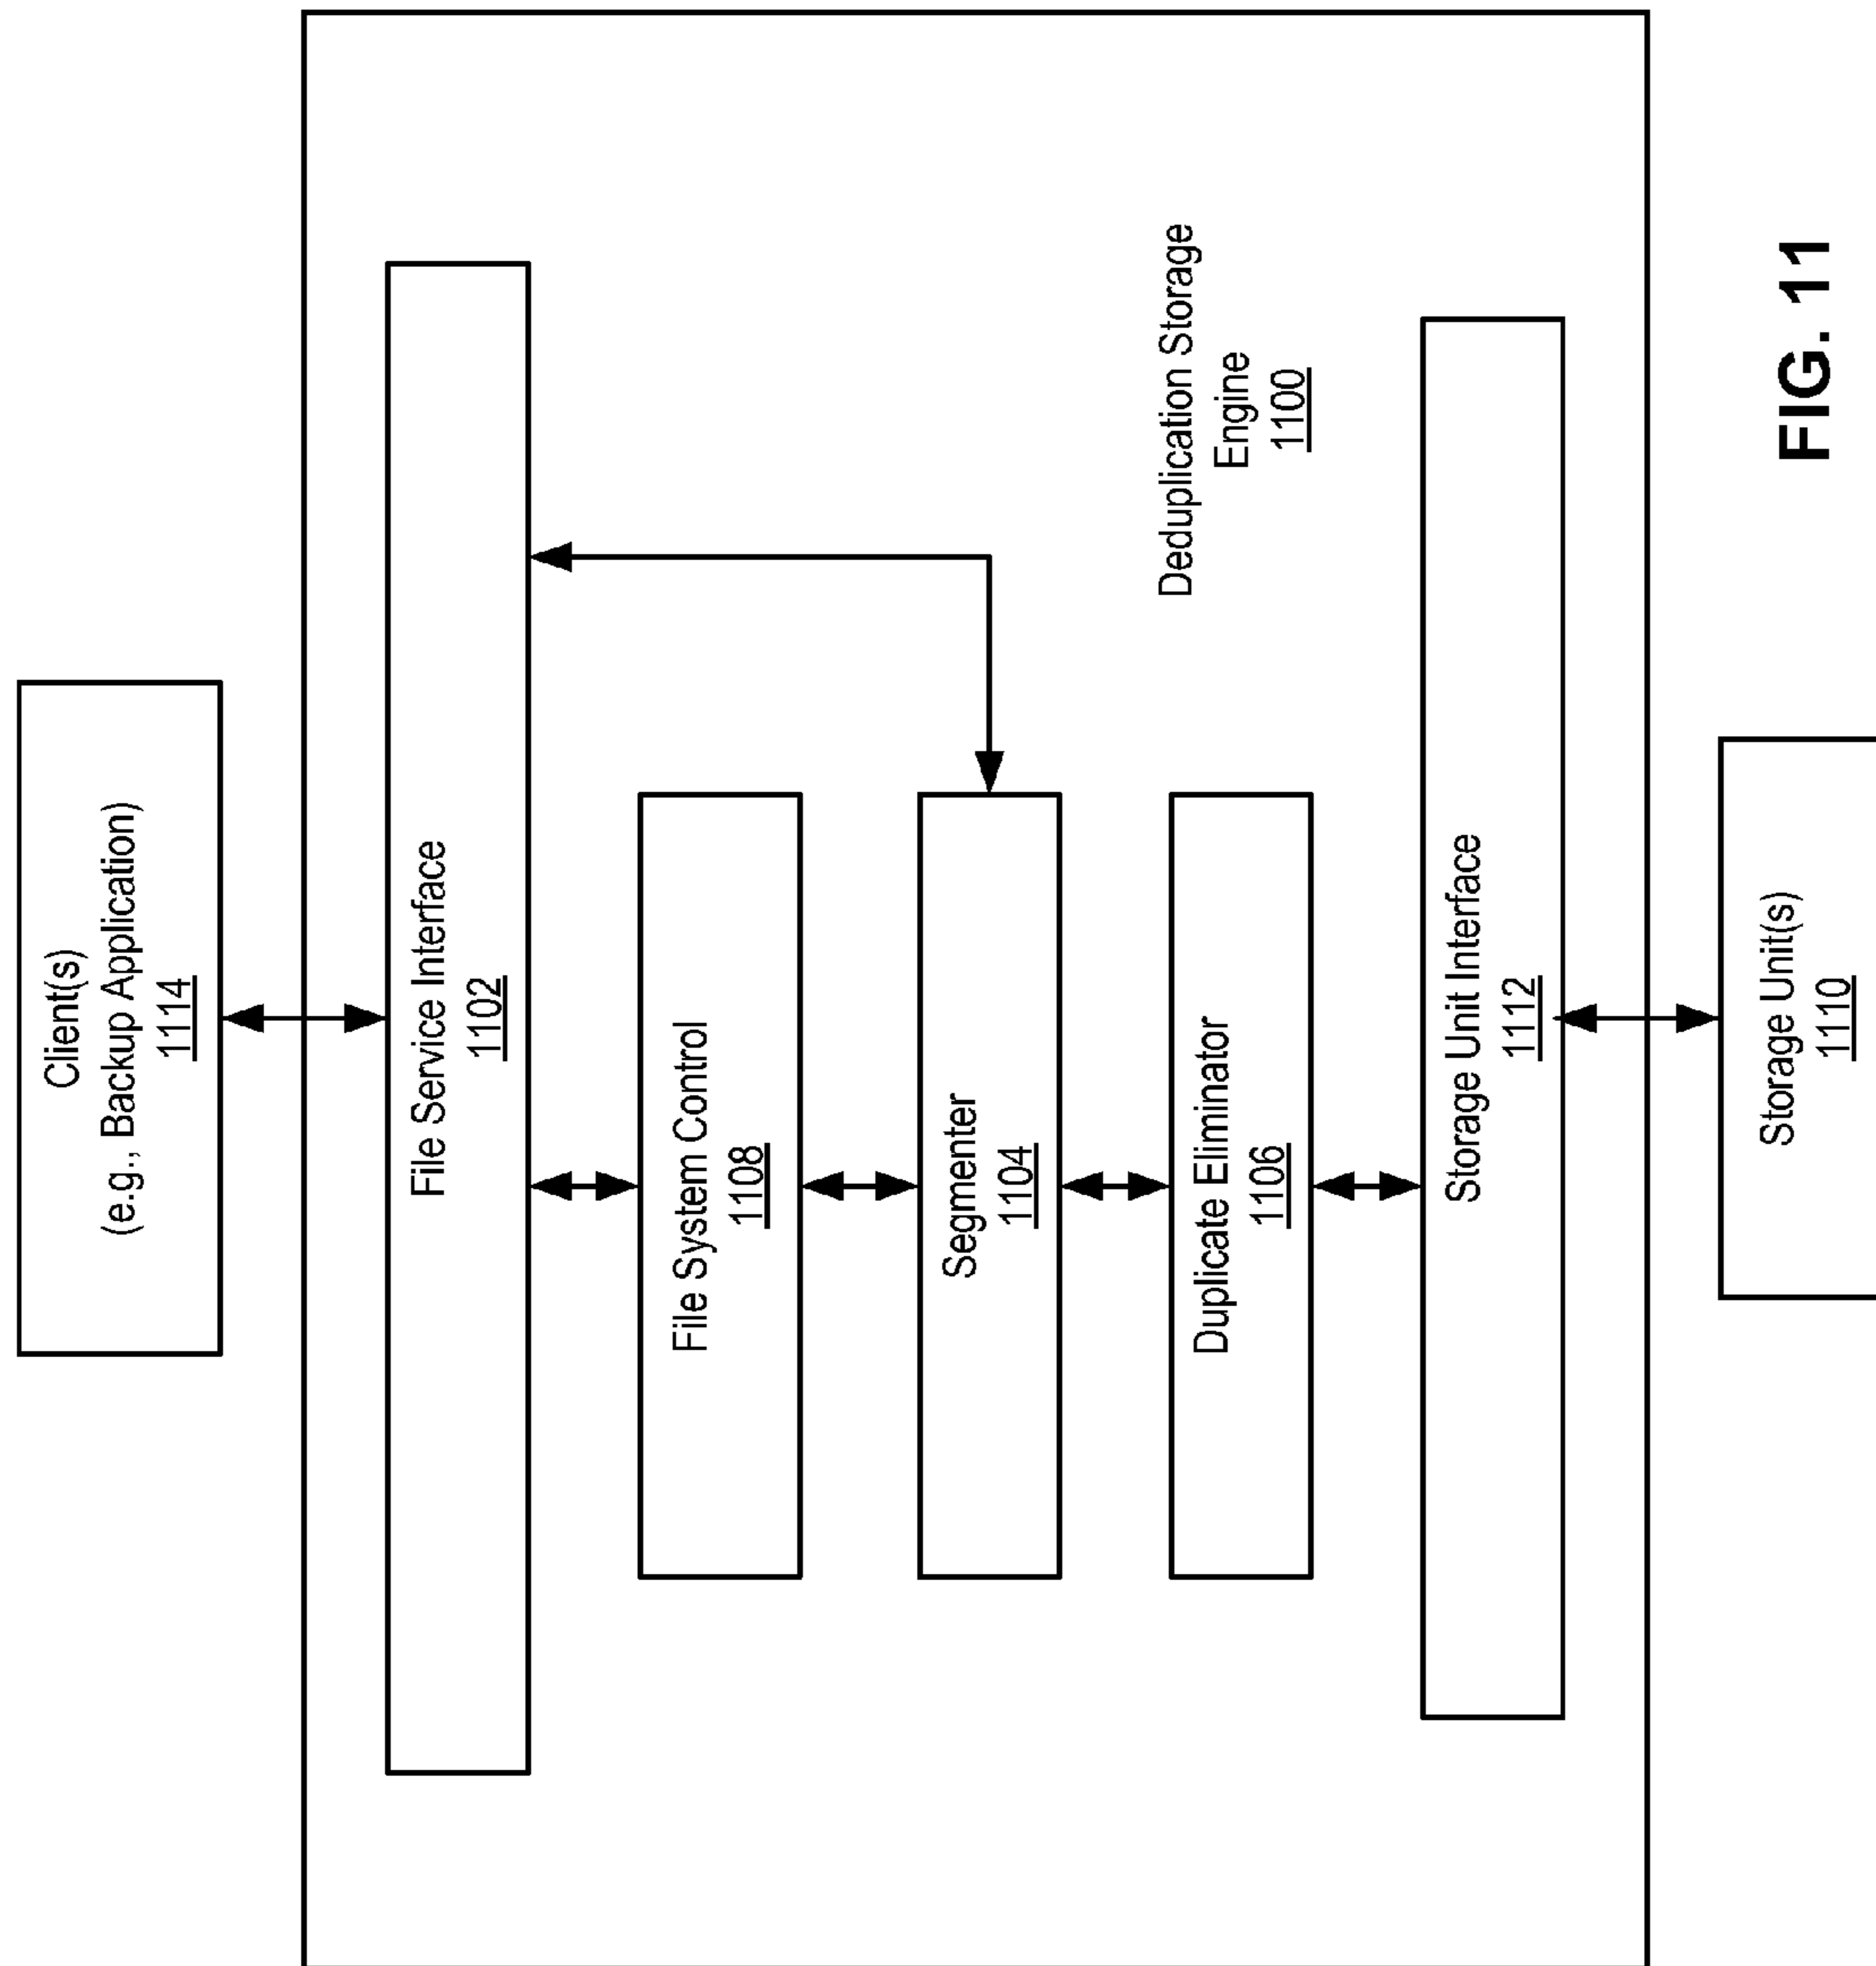 Client(s)
(e.g., Backup Application)
1114
File Service Interface
1102
File System Control
1108
Segmenter
1104
Duplicate Eliminator
1106
Deduplication Storage
Engine
1100
Storage Unit Interface
1112
Storage Unit(s)
1110
FIG. 11